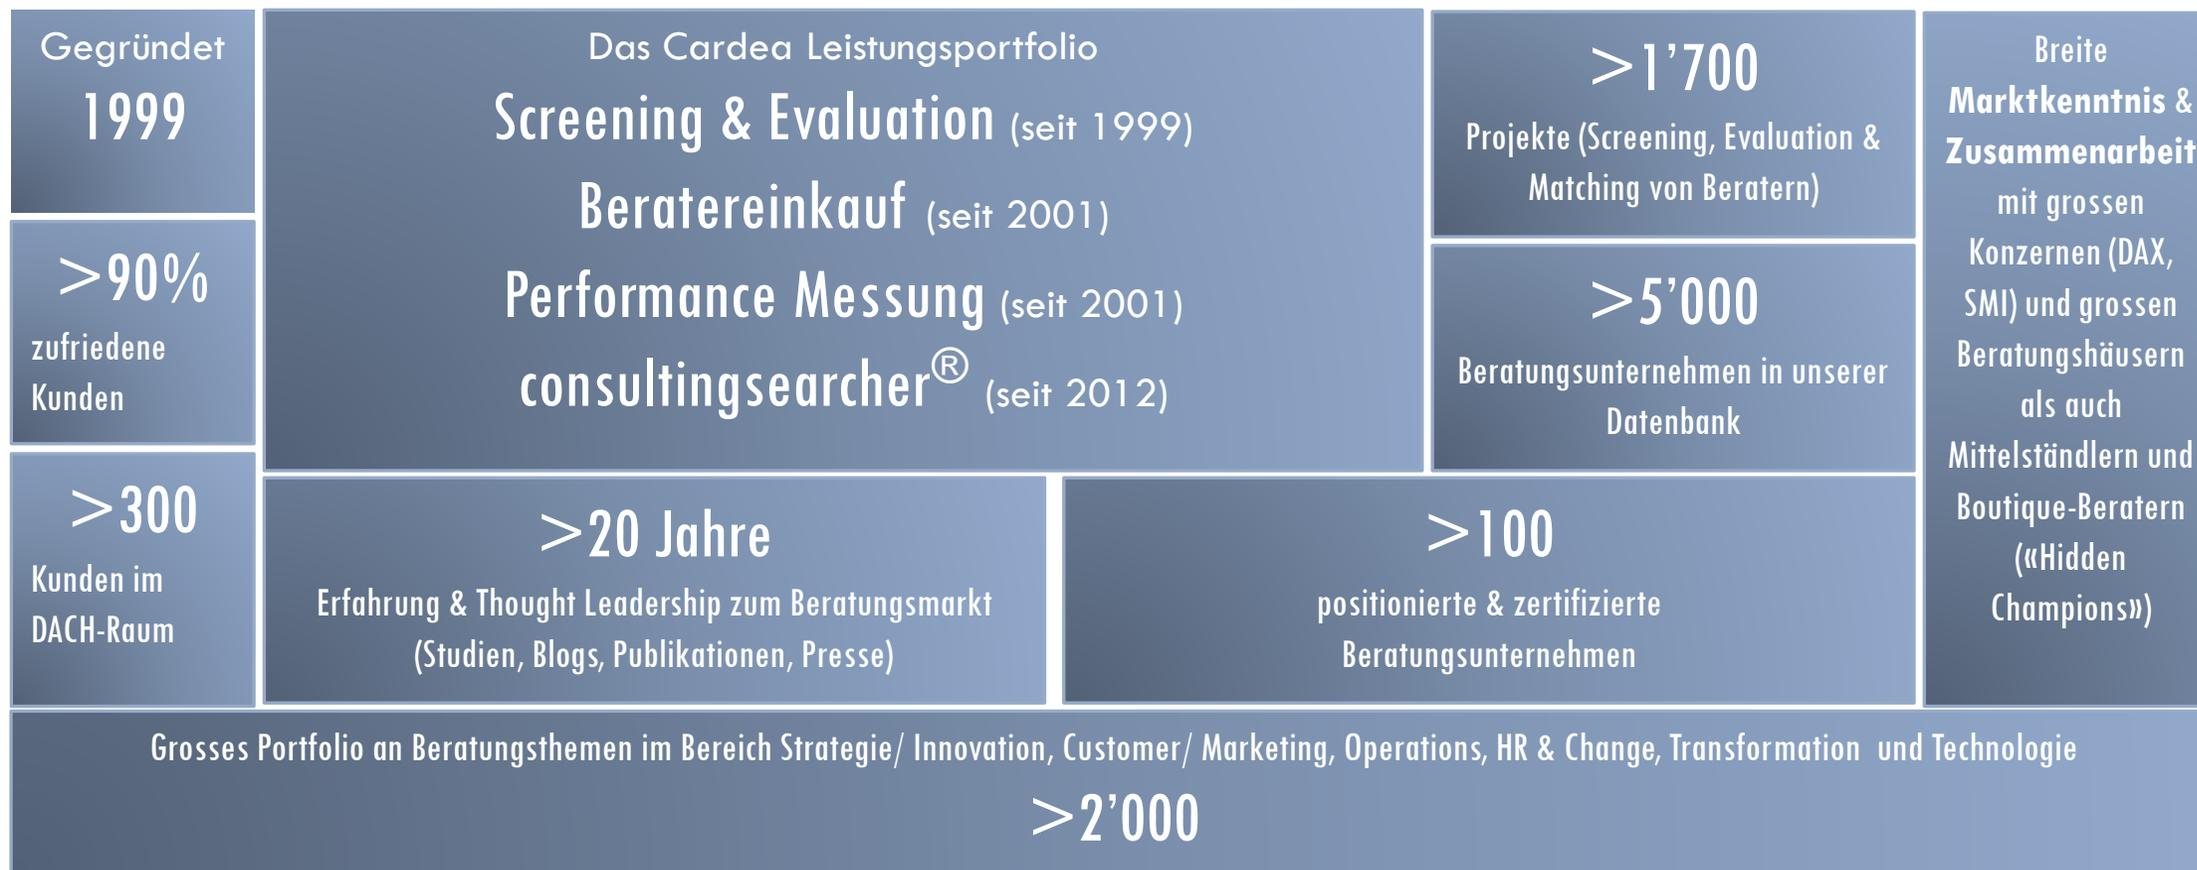 Gegründet
1999
>90%
zufriedene
Kunden
>300
Kunden im
DACH-Raum
Das Cardea Leistungsportfolio
Screening & Evaluation (seit 1999)
Beratereinkauf (seit 2001)
Performance Messung (seit 2001)
consultingsearcher® (seit 2012)
>1’700
Projekte (Screening, Evaluation &
Matching von Beratern)
>5’000
Beratungsunternehmen in unserer
Datenbank
>20 Jahre
Erfahrung & Thought Leadership zum Beratungsmarkt
(Studien, Blogs, Publikationen, Presse)
>100
positionierte & zertifizierte
Beratungsunternehmen
Breite
Marktkenntnis &
Zusammenarbeit
mit grossen
Konzernen (DAX,
SMI) und grossen
Beratungshäusern
als auch
Mittelständlern und
Boutique-Beratern
(«Hidden
Champions»)
Grosses Portfolio an Beratungsthemen im Bereich Strategie/ Innovation, Customer/ Marketing, Operations, HR & Change, Transformation und Technologie
>2’000